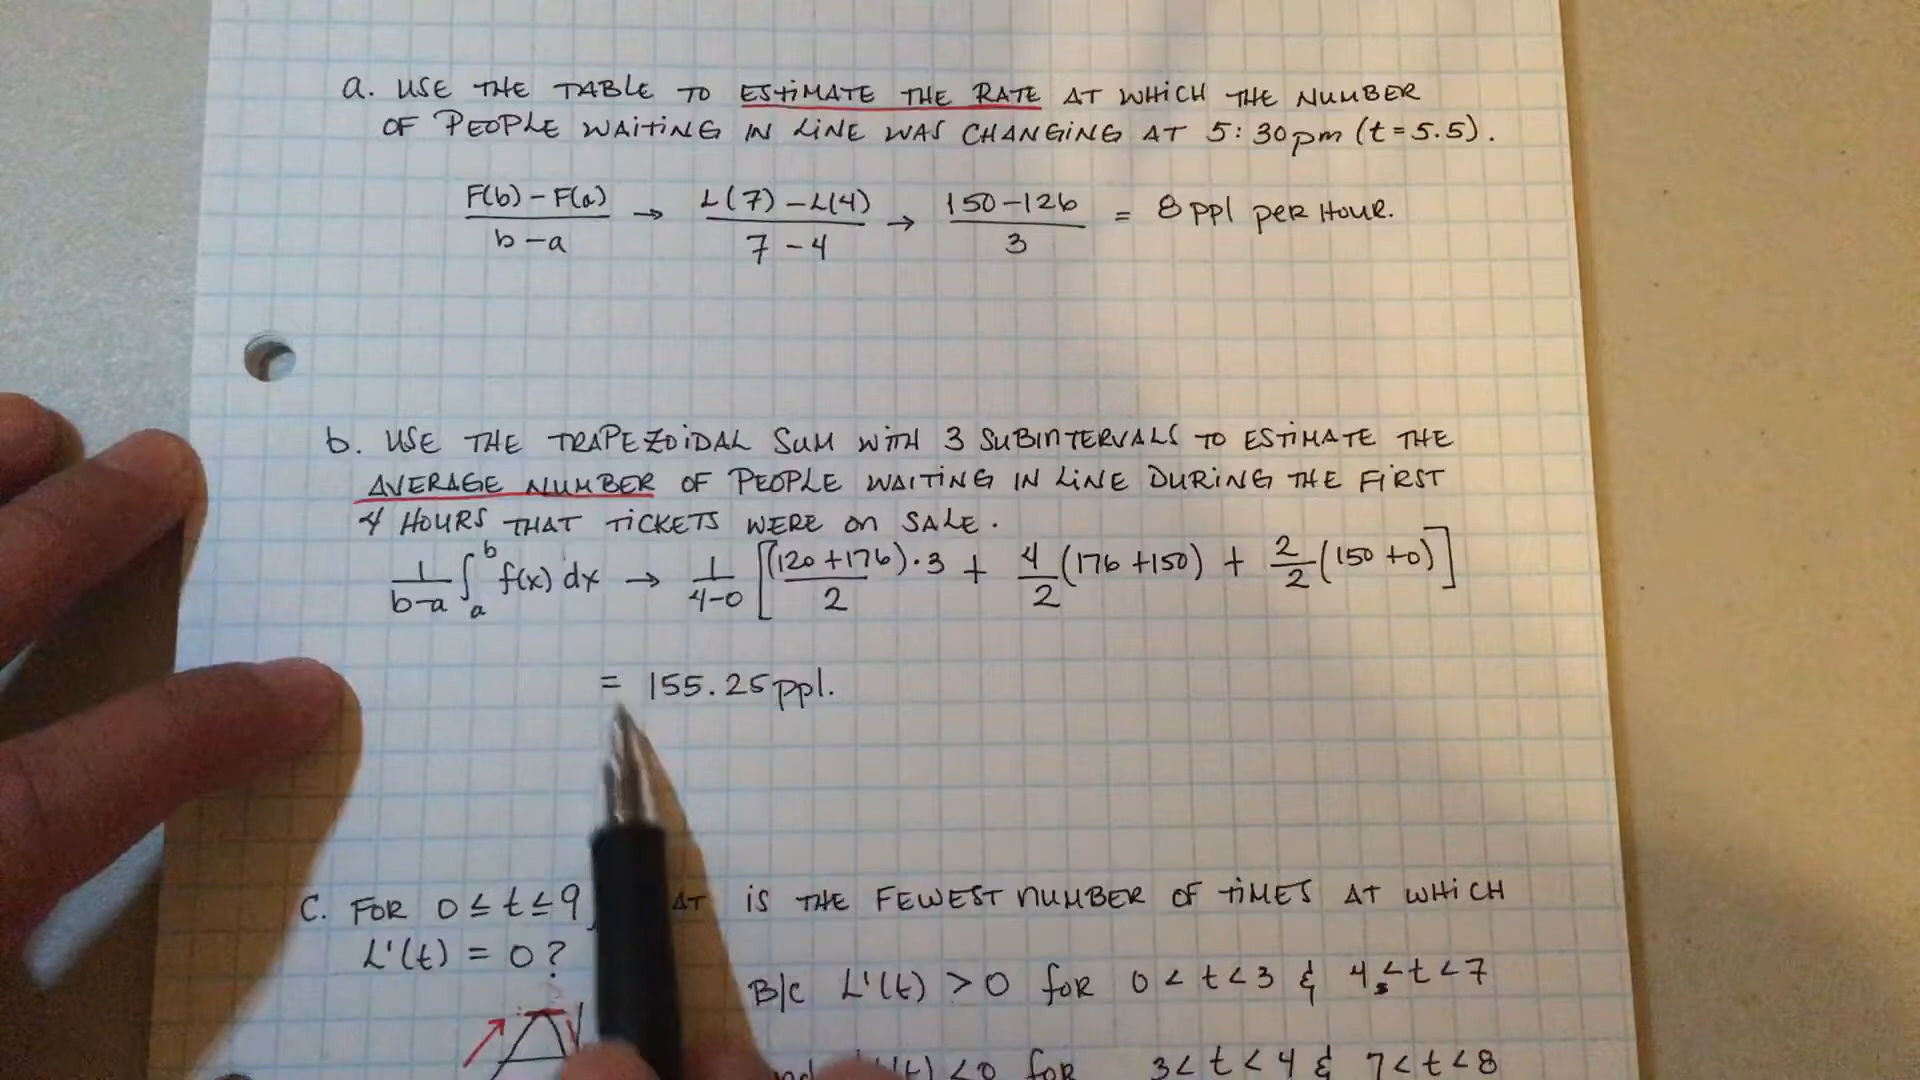 a. USE THE TABLE TO ESTIMATE THE RATE AT WHICH THE NUMBER
OF PEOPLE WAITING IN LINE WAS CHANGING AT 5:30pm (t=5.5).
F(b)-F(a)/b-a → L(7)-L(4)/7-4 → 150-126/3 = 8 ppl per HOUR.
b. USE THE TRAPEZOIDAL SUM WITH 3 SUBINTERVALS TO ESTIMATE THE
AVERAGE NUMBER OF PEOPLE WAITING IN LINE DURING THE FIRST
4 HOURS THAT TICKETS WERE ON SALE.
1/b-a ∫_a^b f(x) dx → 1/4-0 [(120+176)·3/2 + 4/2 (176+150) + 2/2 (150+0)]
= 155.25 ppl.
C. FOR 0≤t≤9, AT IS THE FEWEST NUMBER OF TIMES AT WHICH
L'(t) = 0?
B/c L'(t) > 0 for 0<t<3 & 4<t<7
(t) <0 for 3<t<4 & 7<t<8